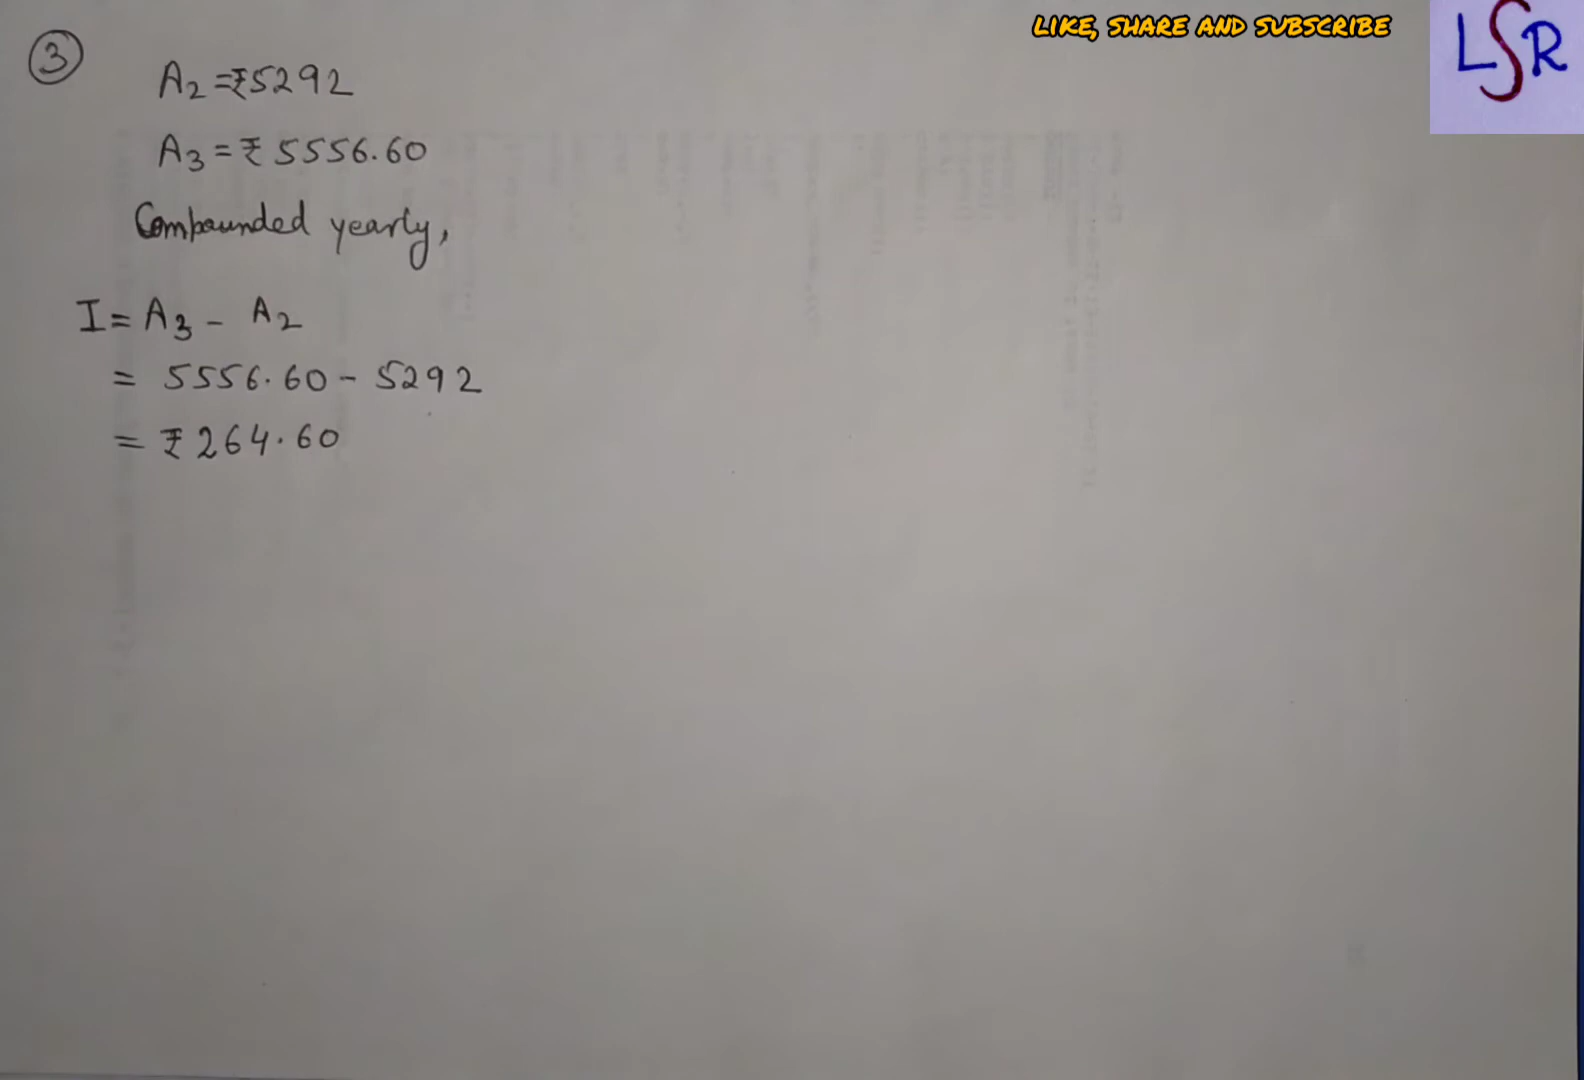 LIKE, SHARE AND SUBSCRIBE
LSR
3
A2 = ₹5292
A3 = ₹ 5556.60
Compounded yearly,
I = A3 - A2
= 5556.60 - 5292
= ₹ 264.60